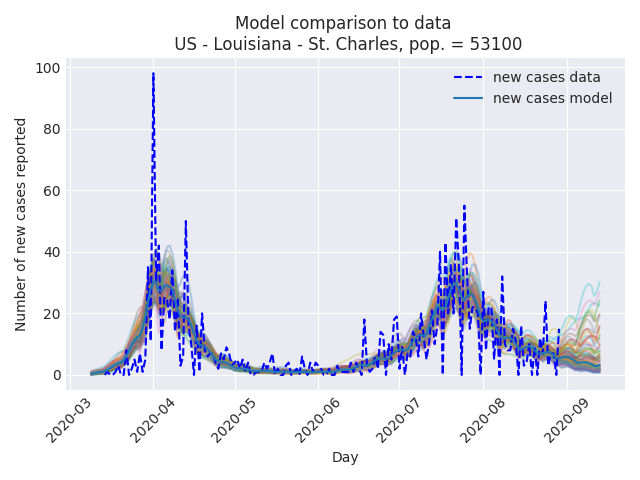 Model comparison to data
US - Louisiana - St. Charles, pop. = 53100
Number of new cases reported
100
80
60
40
20
0
new cases data
new cases model
2020-03
2020-04
2020-05
2020-06
2020-07
2020-08
2020-09
Day